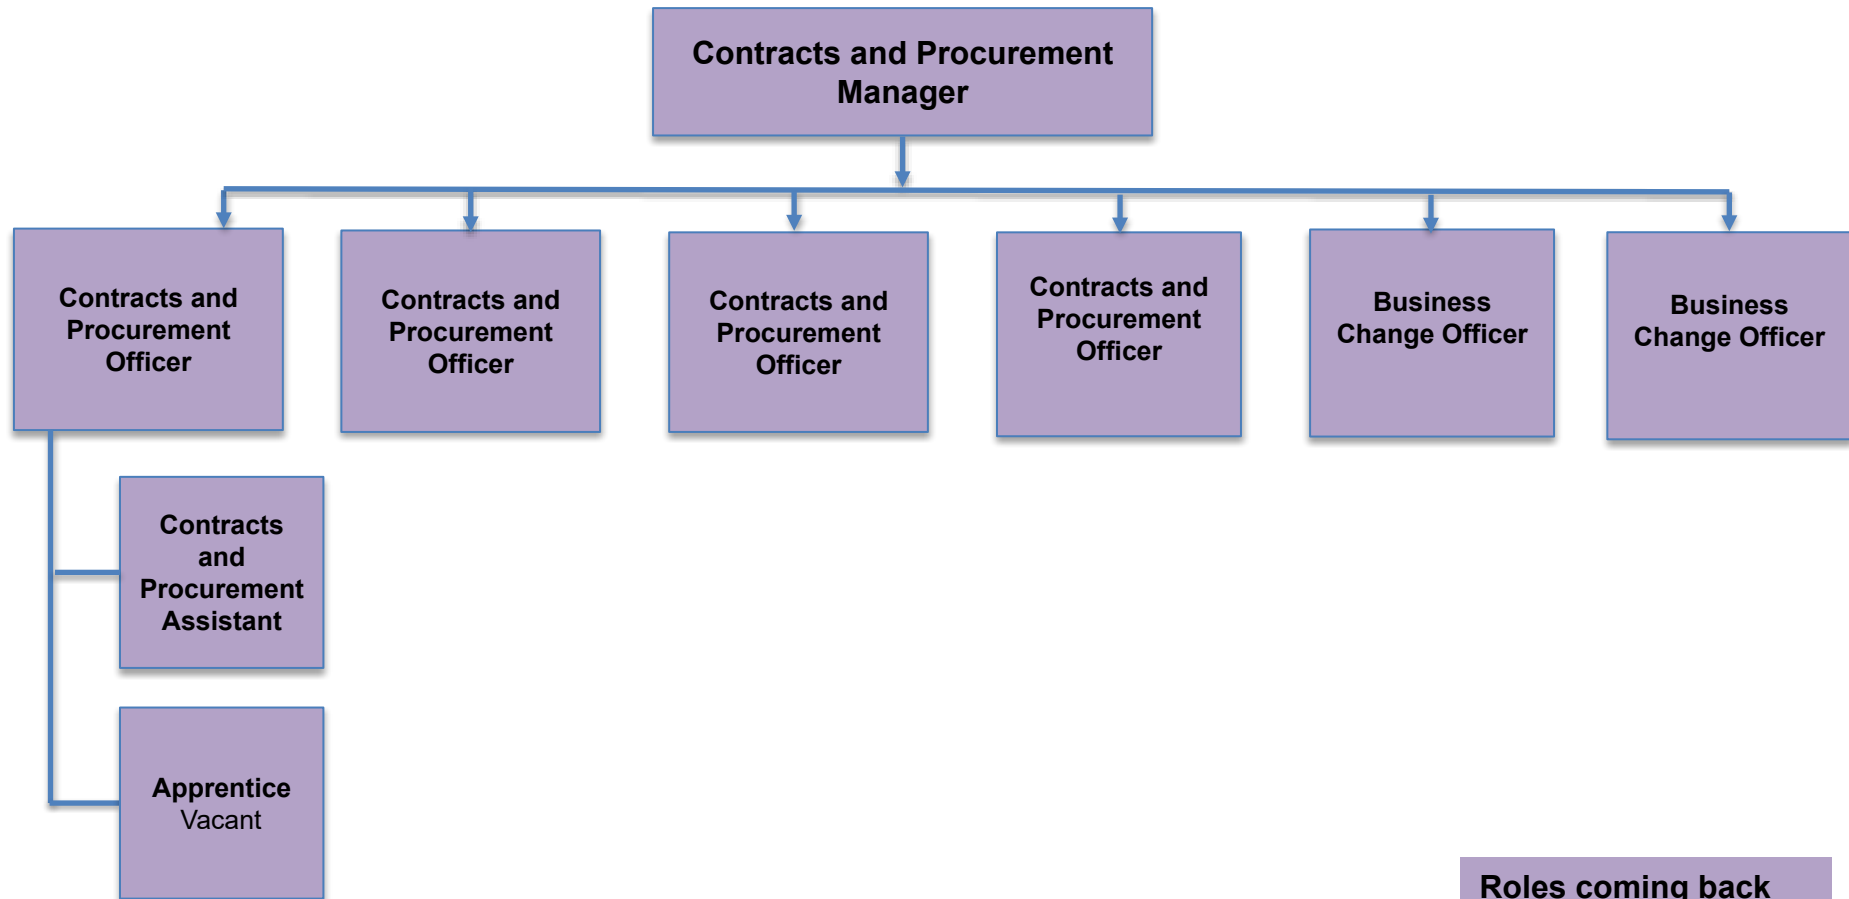 Contracts and Procurement
Manager
Contracts and
Procurement
Officer
Contracts and
Procurement
Officer
Contracts and
Procurement
Officer
Contracts and
Procurement
Officer
Business
Change Officer
Business
Change Officer
Contracts
and
Procurement
Assistant
Apprentice
Vacant
Roles coming back